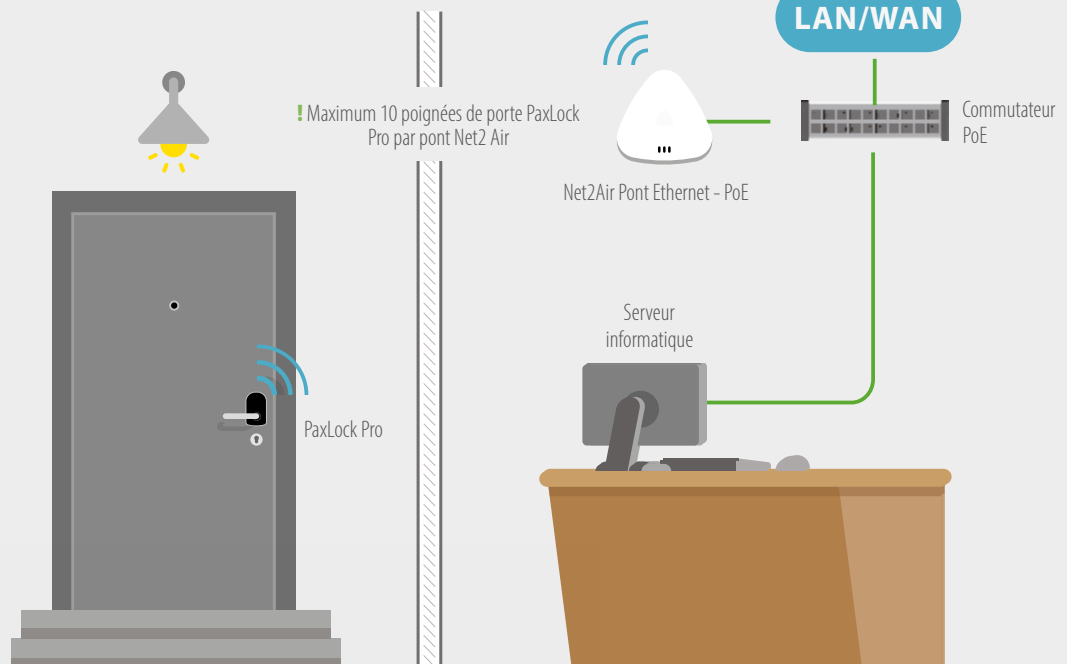 LAN/WAN
! Maximum 10 poignées de porte PaxLock
Pro par pont Net2 Air
Commutateur
PoE
Net2Air Pont Ethernet - PoE
Serveur
informatique
PaxLock Pro